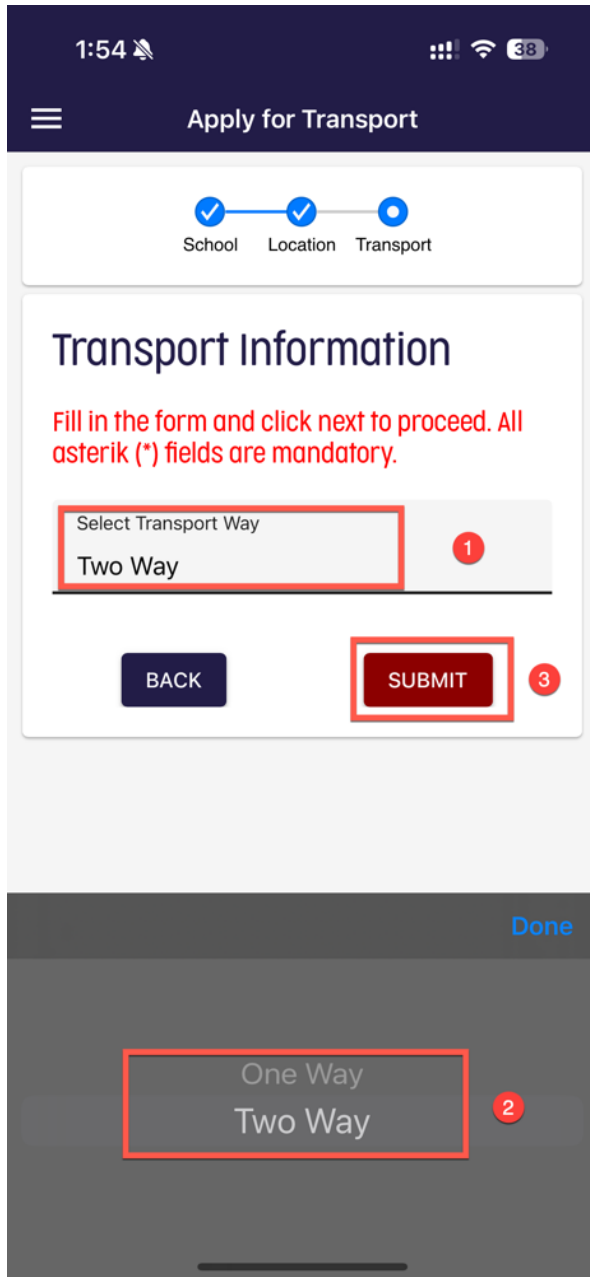 1:54
38
Apply for Transport
School Location Transport
Transport Information
Fill in the form and click next to proceed. All
asterik (*) fields are mandatory.
Select Transport Way
Two Way
1
BACK
SUBMIT
3
Done
One Way
Two Way
2